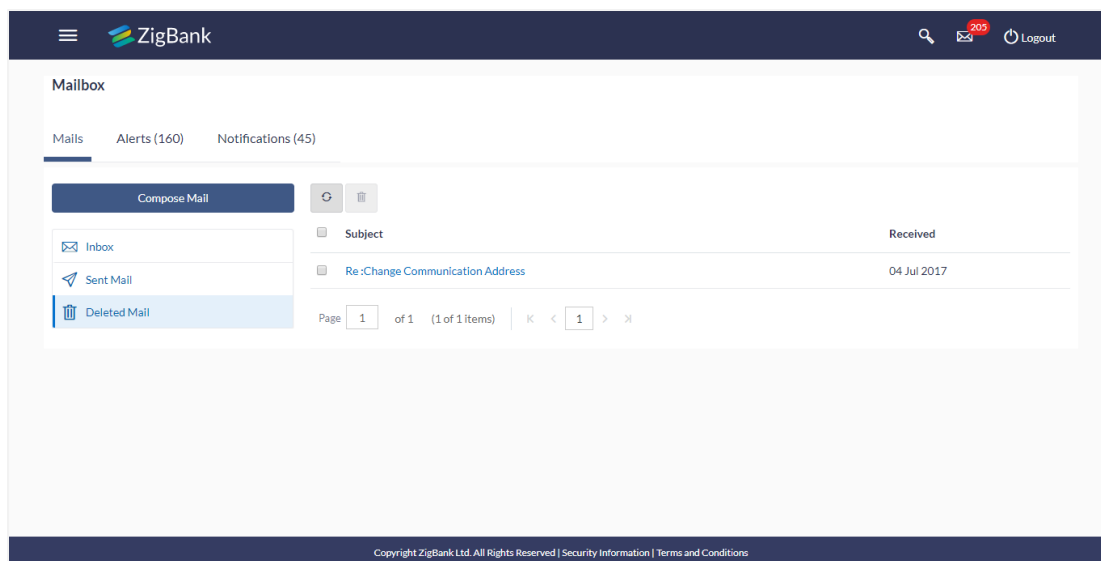 ZigBank
205
Logout
Mailbox
Mails Alerts (160) Notifications (45)
Compose Mail
Inbox
Sent Mail
Deleted Mail
Subject Received
Re :Change Communication Address 04 Jul 2017
Page 1 of 1 (1 of 1 items) 1
Copyright ZigBank Ltd. All Rights Reserved | Security Information | Terms and Conditions